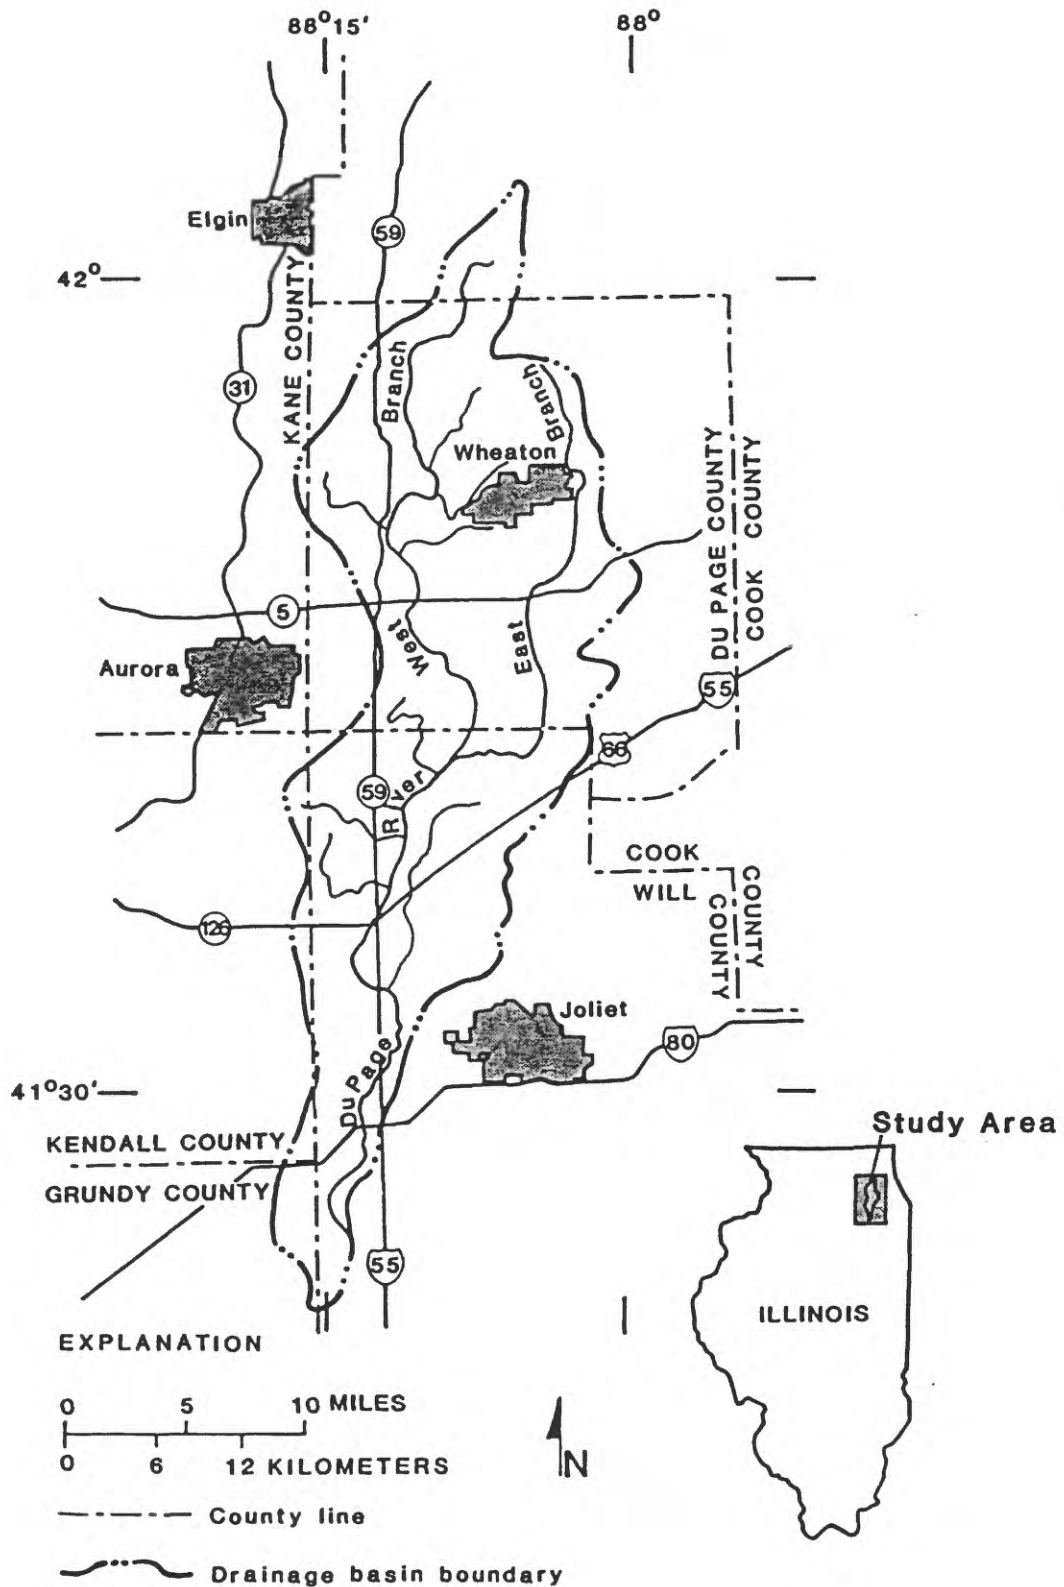 88°15'
88°
Elgin
59
42°
KANE COUNTY
31
Branch
Branch
Wheaton
DU PAGE COUNTY
COOK COUNTY
5
West
East
Aurora
55
66
59
River
COOK
WILL
COUNTY
COUNTY
126
Joliet
80
Du Page
41°30'
KENDALL COUNTY
GRUNDY COUNTY
55
Study Area
ILLINOIS
EXPLANATION
0 5 10 MILES
0 6 12 KILOMETERS
N
County line
Drainage basin boundary